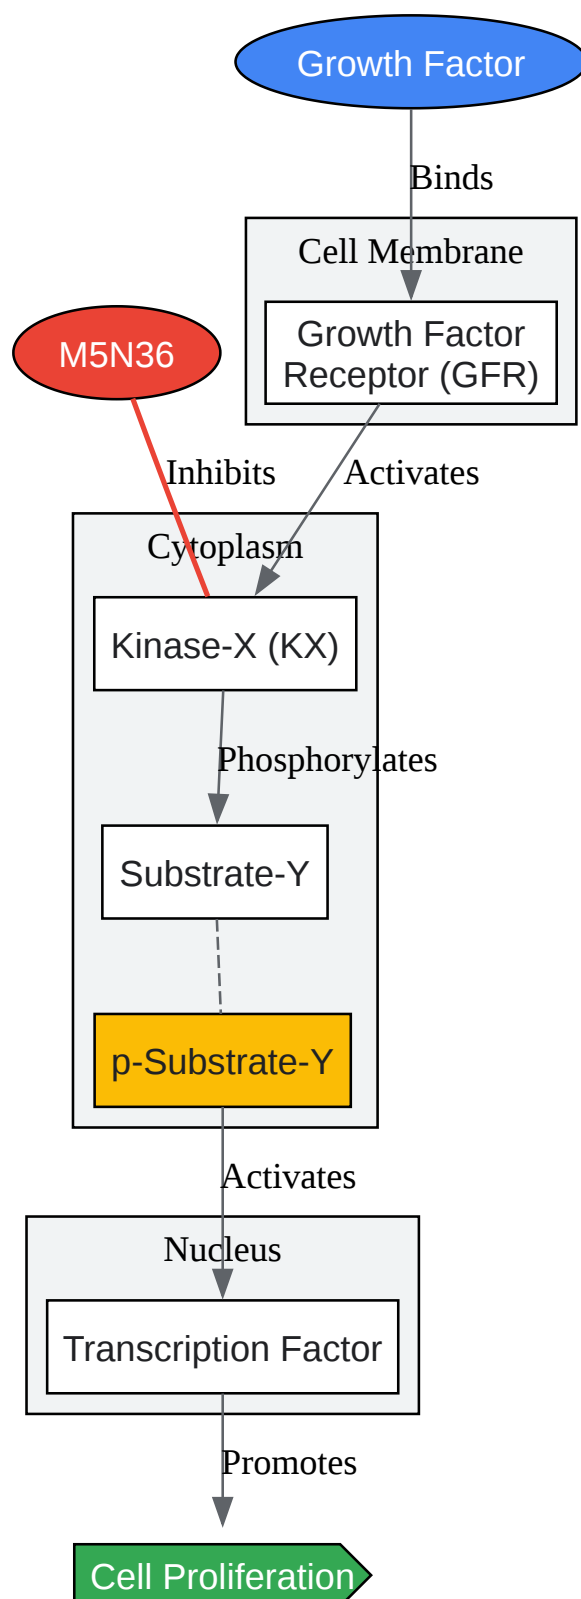 Growth Factor
Binds
Cell Membrane
Growth Factor
Receptor (GFR)
M5N36
Inhibits
Activates
Cytoplasm
Kinase-X (KX)
Phosphorylates
Substrate-Y
p-Substrate-Y
Activates
Nucleus
Transcription Factor
Promotes
Cell Proliferation